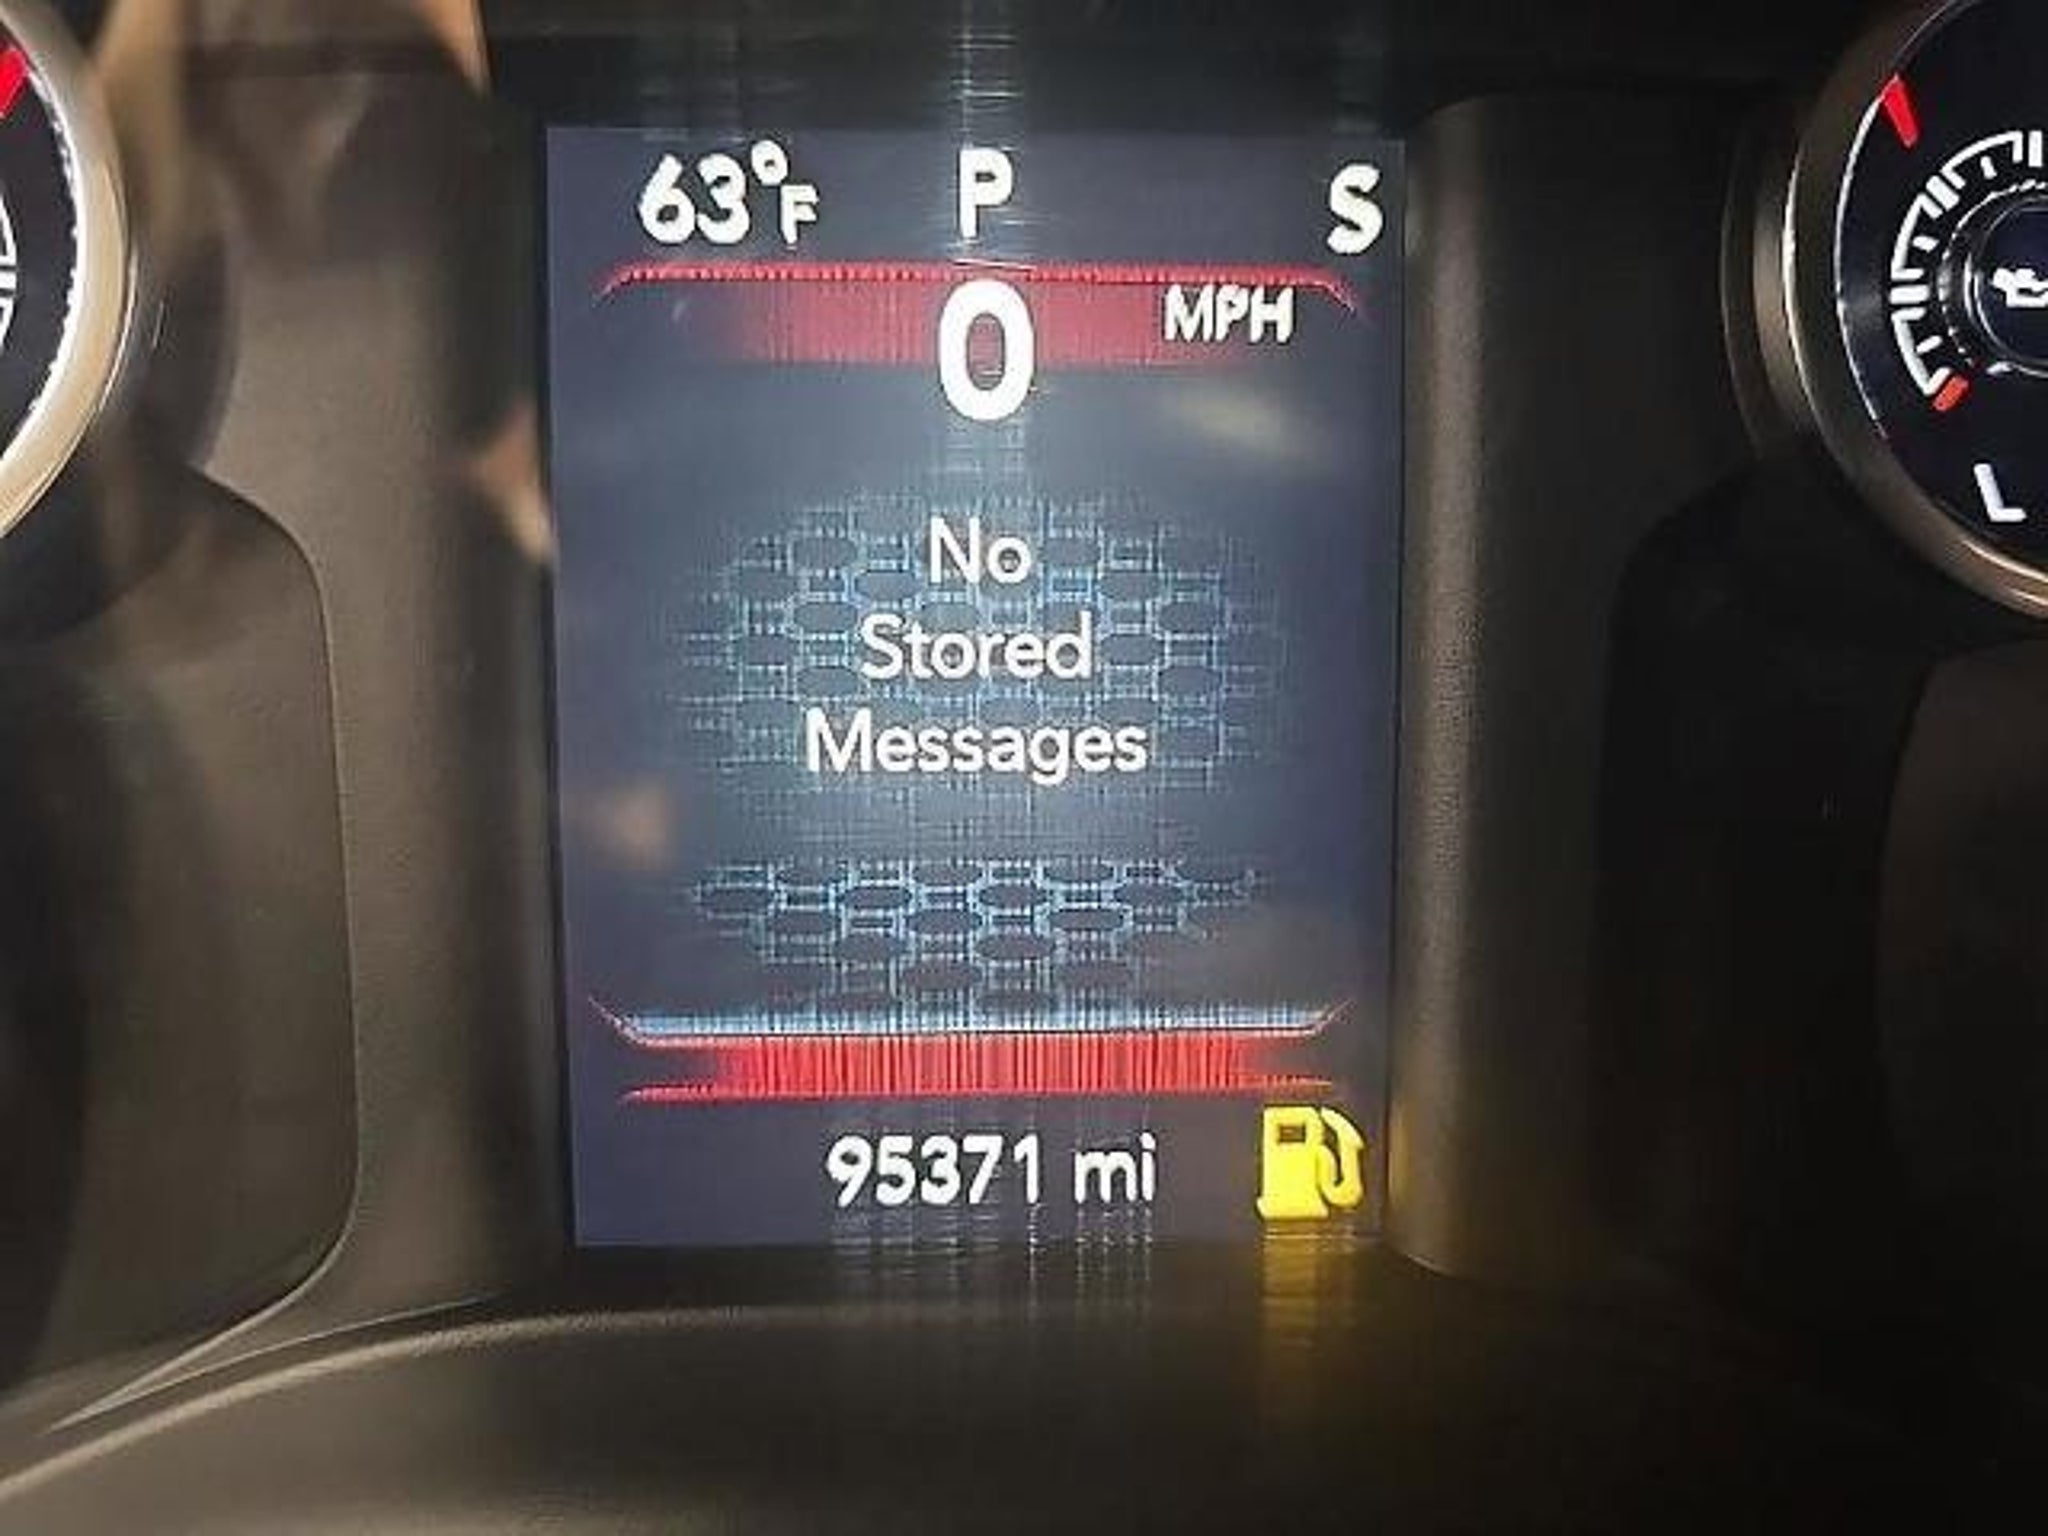 63°F P S
0 MPH
No
Stored
Messages
95371 mi
L